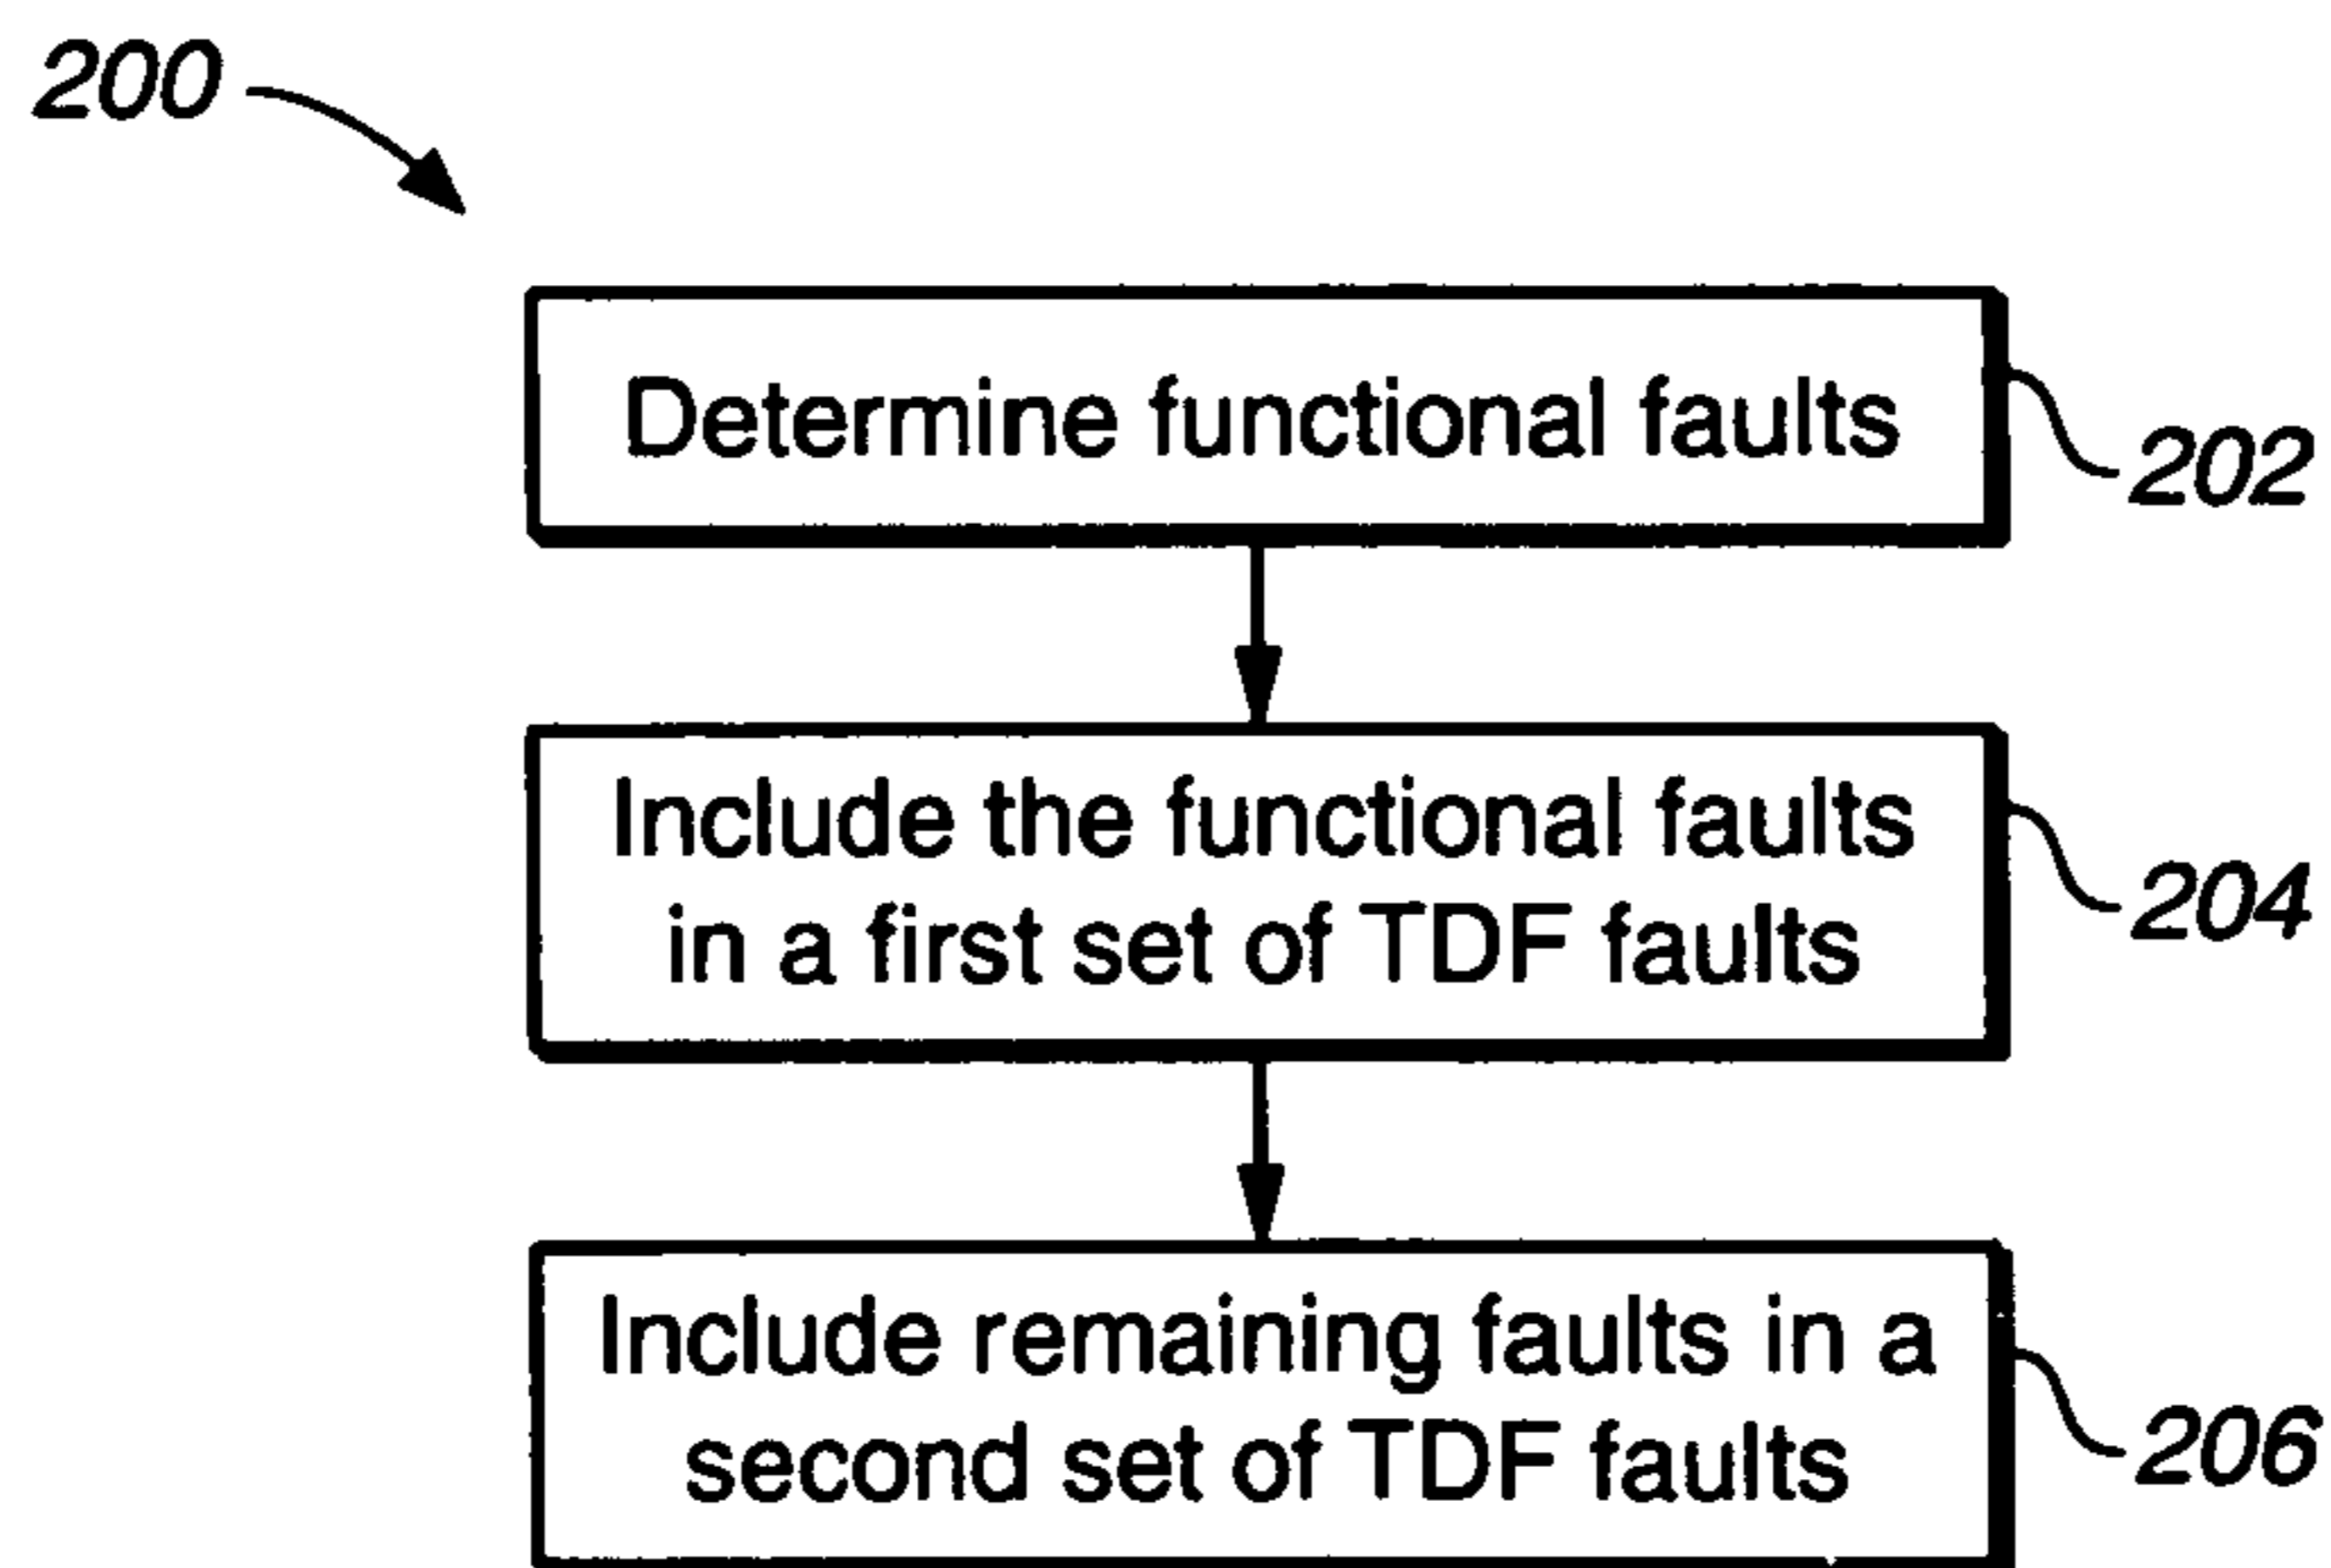 200
Determine functional faults
202
Include the functional faults
in a first set of TDF faults
204
Include remaining faults in a
second set of TDF faults
206